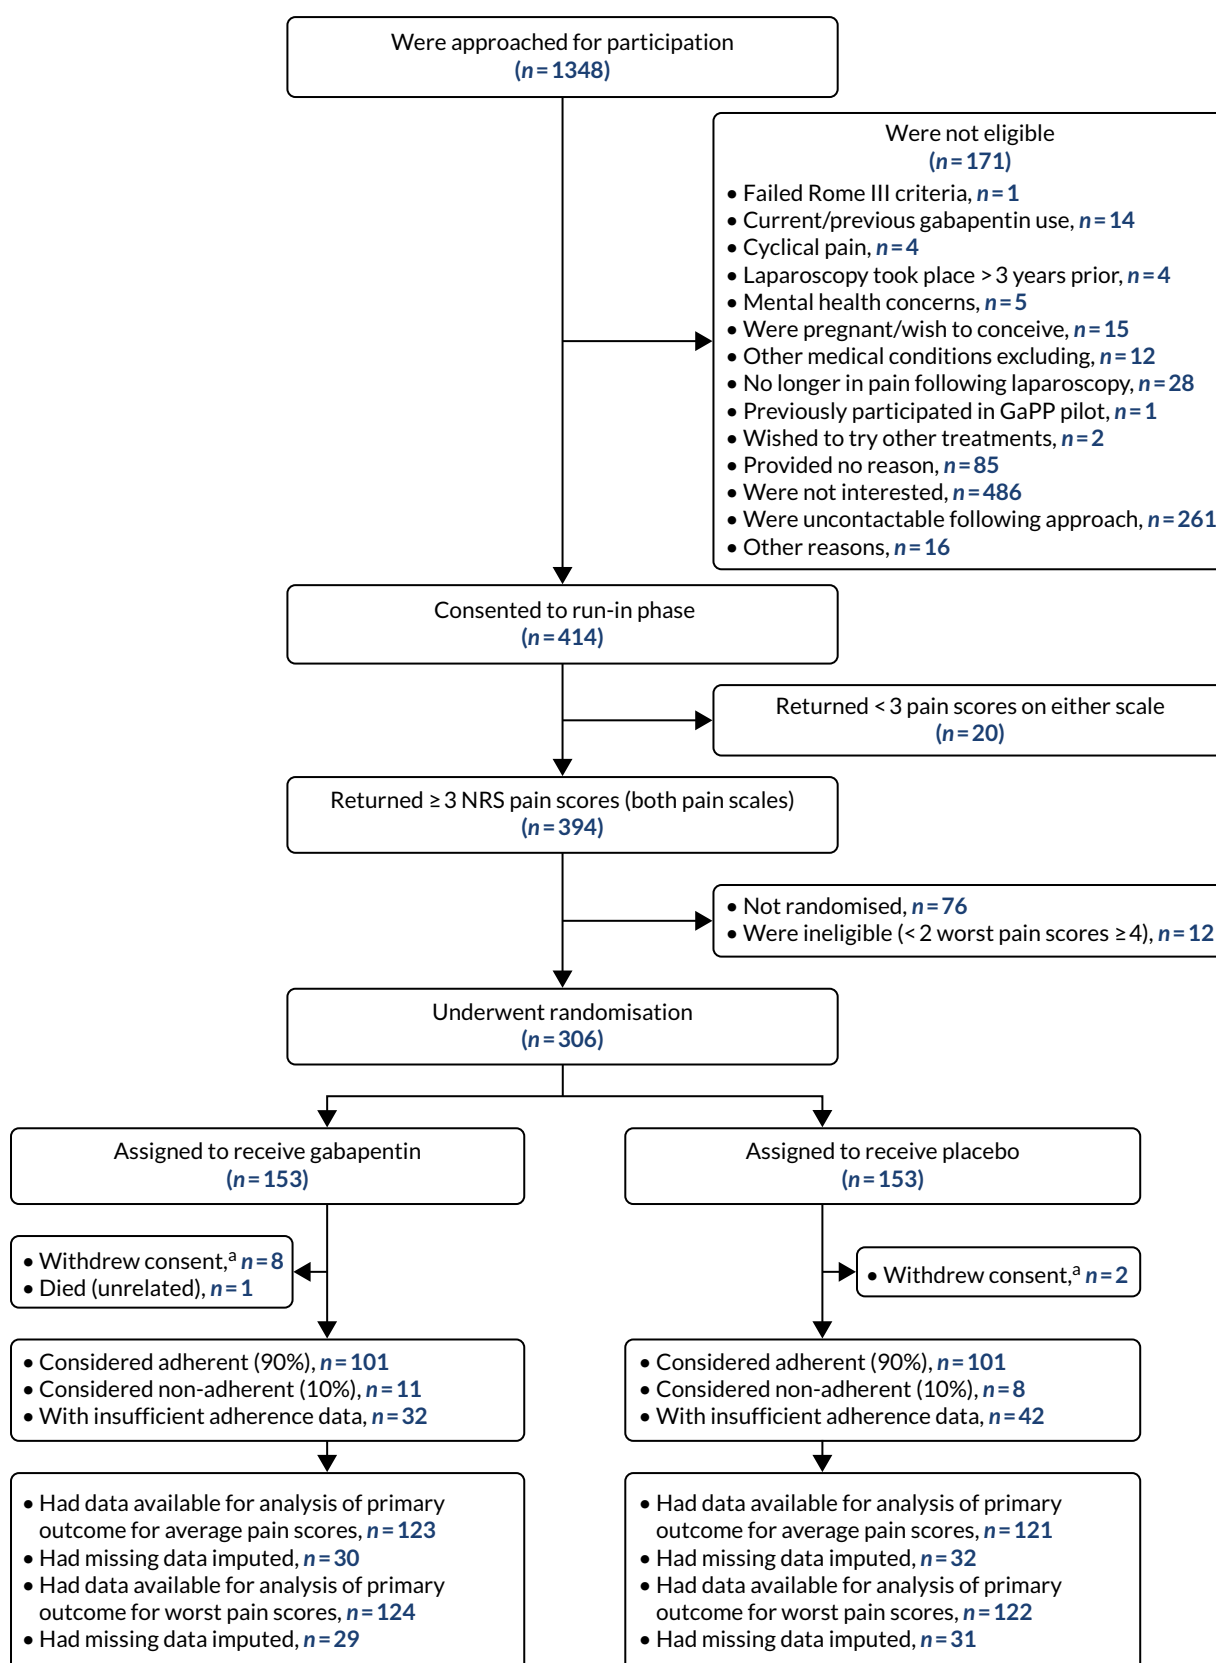 Were approached for participation
(n=1348)
Were not eligible
(n=171)
• Failed Rome III criteria, n=1
• Current/previous gabapentin use, n=14
• Cyclical pain, n=4
• Laparoscopy took place >3 years prior, n=4
• Mental health concerns, n=5
• Were pregnant/wish to conceive, n=15
• Other medical conditions excluding, n=12
• No longer in pain following laparoscopy, n=28
• Previously participated in GaPP pilot, n=1
• Wished to try other treatments, n=2
• Provided no reason, n=85
• Were not interested, n=486
• Were uncontactable following approach, n=261
• Other reasons, n=16
Consented to run-in phase
(n=414)
Returned <3 pain scores on either scale
(n=20)
Returned ≥3 NRS pain scores (both pain scales)
(n=394)
• Not randomised, n=76
• Were ineligible (<2 worst pain scores ≥4), n=12
Underwent randomisation
(n=306)
Assigned to receive gabapentin
(n=153)
• Withdrew consent,ᵃ n=8
• Died (unrelated), n=1
• Considered adherent (90%), n=101
• Considered non-adherent (10%), n=11
• With insufficient adherence data, n=32
• Had data available for analysis of primary
outcome for average pain scores, n=123
• Had missing data imputed, n=30
• Had data available for analysis of primary
outcome for worst pain scores, n=124
• Had missing data imputed, n=29
Assigned to receive placebo
(n=153)
• Withdrew consent,ᵃ n=2
• Considered adherent (90%), n=101
• Considered non-adherent (10%), n=8
• With insufficient adherence data, n=42
• Had data available for analysis of primary
outcome for average pain scores, n=121
• Had missing data imputed, n=32
• Had data available for analysis of primary
outcome for worst pain scores, n=122
• Had missing data imputed, n=31